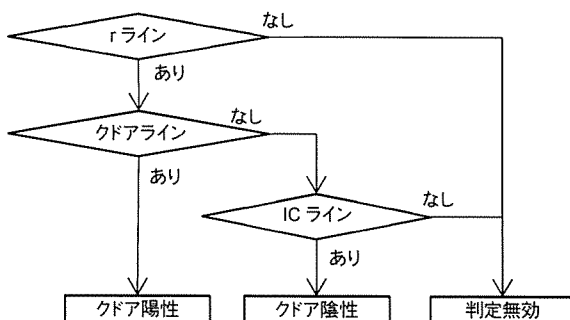 なし
r ライン
あり
なし
クドアライン
あり
なし
IC ライン
あり
クドア陽性
クドア陰性
判定無効